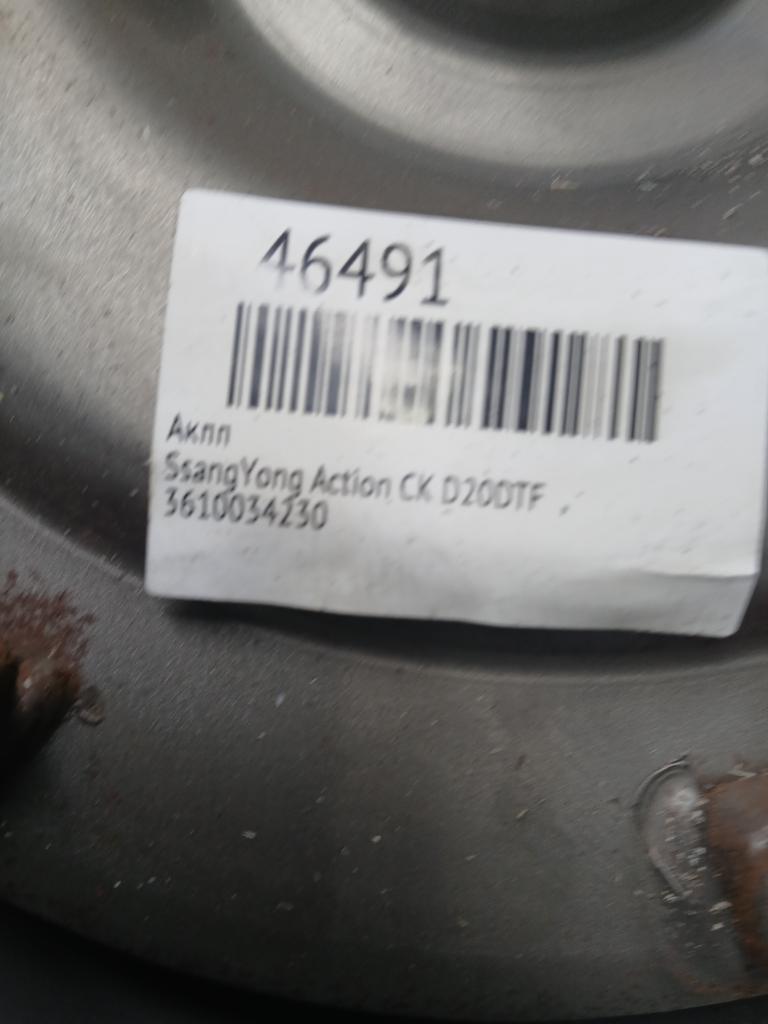 46491
Акпп
SsangYong Action CK D20DTF
3610034230